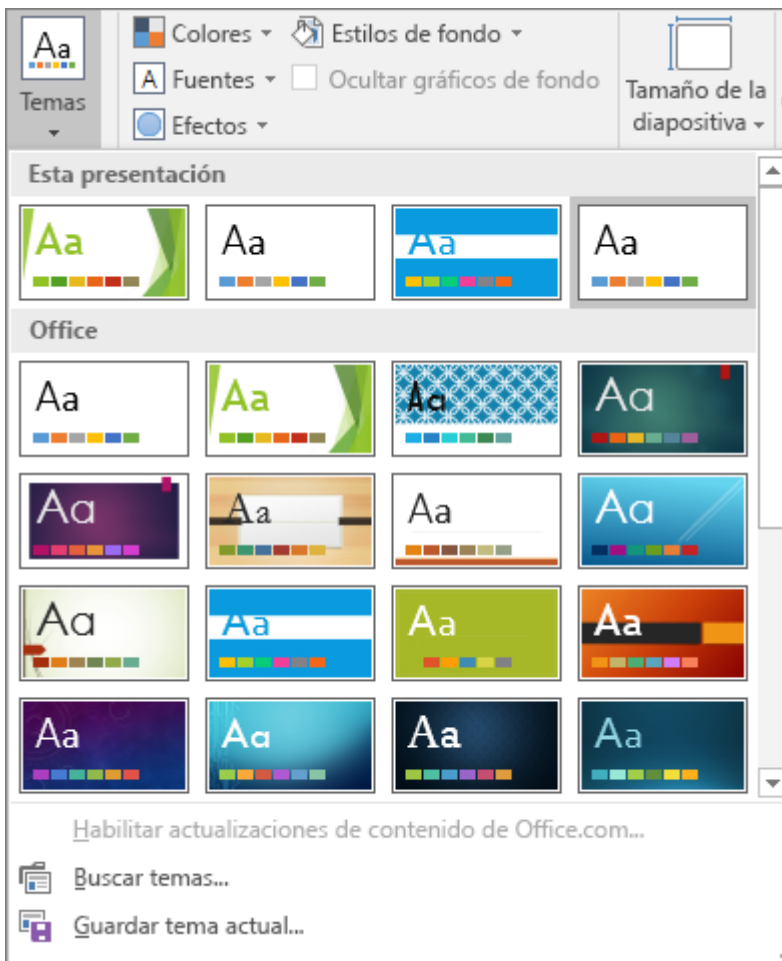 Aa
Temas
Colores
Fuentes
Efectos
Estilos de fondo
Ocultar gráficos de fondo
Tamaño de la
diapositiva
Esta presentación
Aa Aa Aa Aa
Office
Aa Aa Aa Aa
Aa Aa Aa Aa
Aa Aa Aa Aa
Aa Aa Aa Aa
Habilitar actualizaciones de contenido de Office.com...
Buscar temas...
Guardar tema actual...